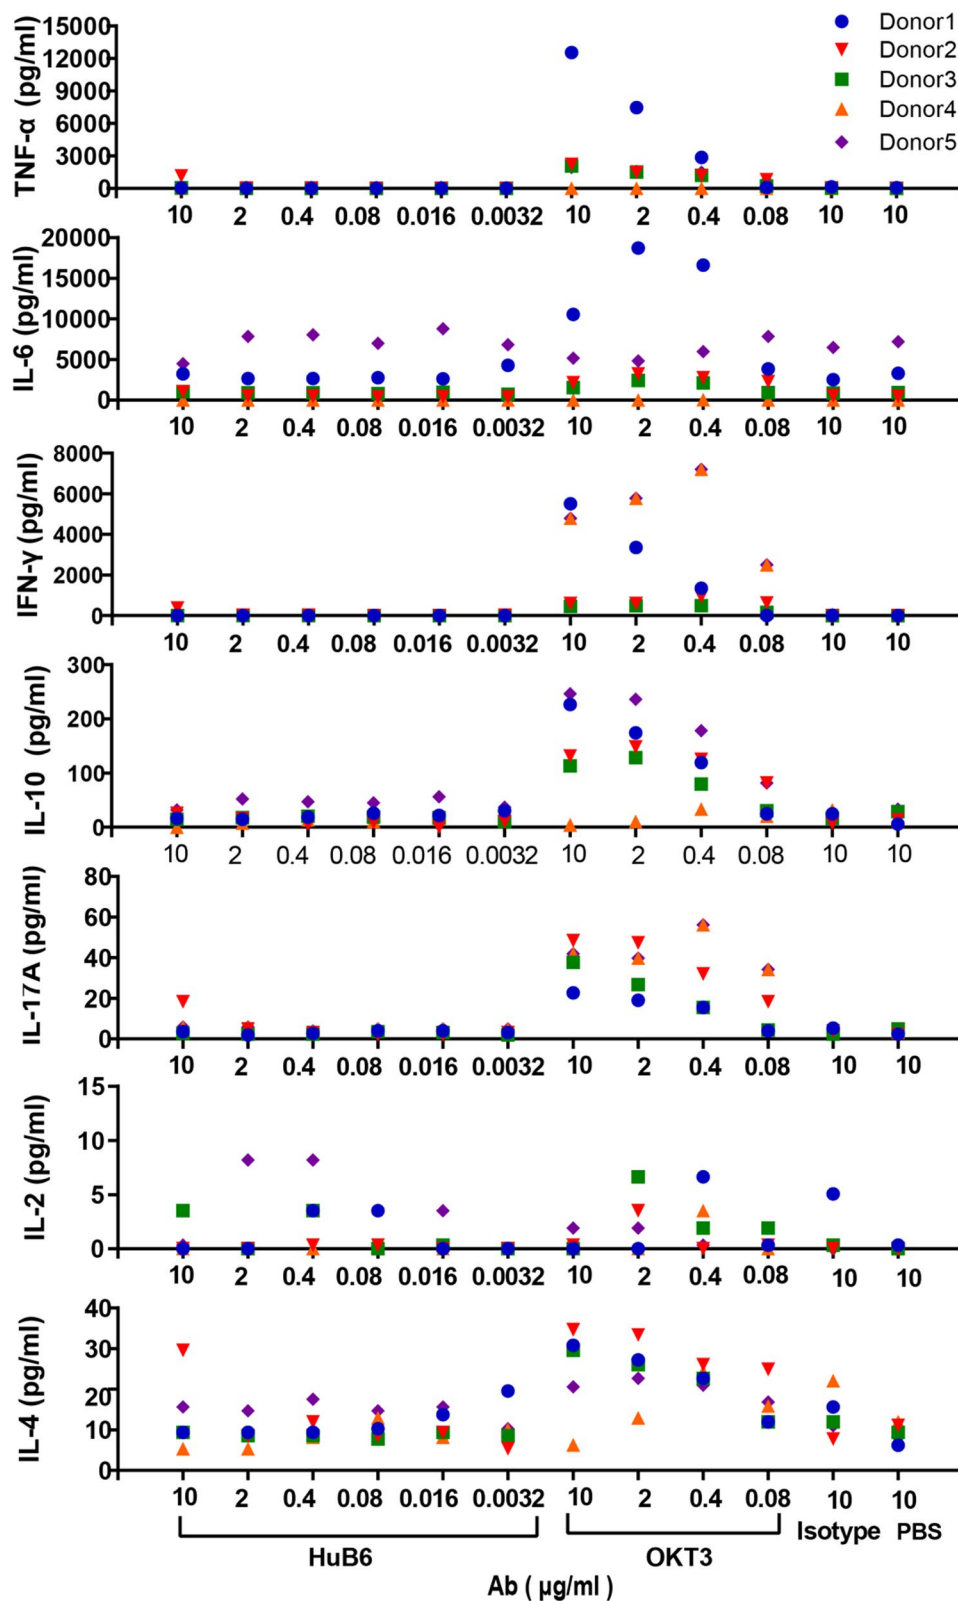 Donor1
Donor2
Donor3
Donor4
Donor5
TNF-α (pg/ml)
15000
12000
9000
6000
3000
0
10 2 0.4 0.08 0.016 0.0032 10 2 0.4 0.08 10 10
IL-6 (pg/ml)
20000
15000
10000
5000
0
10 2 0.4 0.08 0.016 0.0032 10 2 0.4 0.08 10 10
IFN-γ (pg/ml)
8000
6000
4000
2000
0
10 2 0.4 0.08 0.016 0.0032 10 2 0.4 0.08 10 10
IL-10 (pg/ml)
300
200
100
0
10 2 0.4 0.08 0.016 0.0032 10 2 0.4 0.08 10 10
IL-17A (pg/ml)
80
60
40
20
0
10 2 0.4 0.08 0.016 0.0032 10 2 0.4 0.08 10 10
IL-2 (pg/ml)
15
10
5
0
10 2 0.4 0.08 0.016 0.0032 10 2 0.4 0.08 10 10
IL-4 (pg/ml)
40
30
20
10
0
10 2 0.4 0.08 0.016 0.0032 10 2 0.4 0.08 10 10
HuB6 OKT3 Isotype PBS
Ab ( µg/ml )